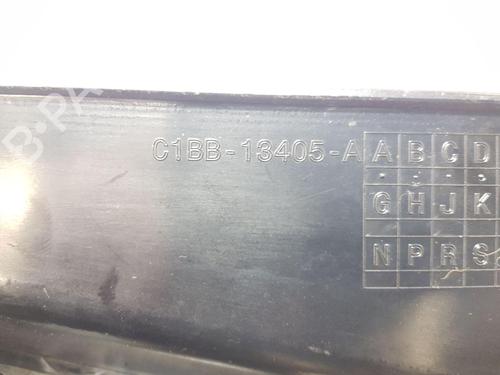 C1BB-13405-A A B C D
G H J K
N P R S
B-PA